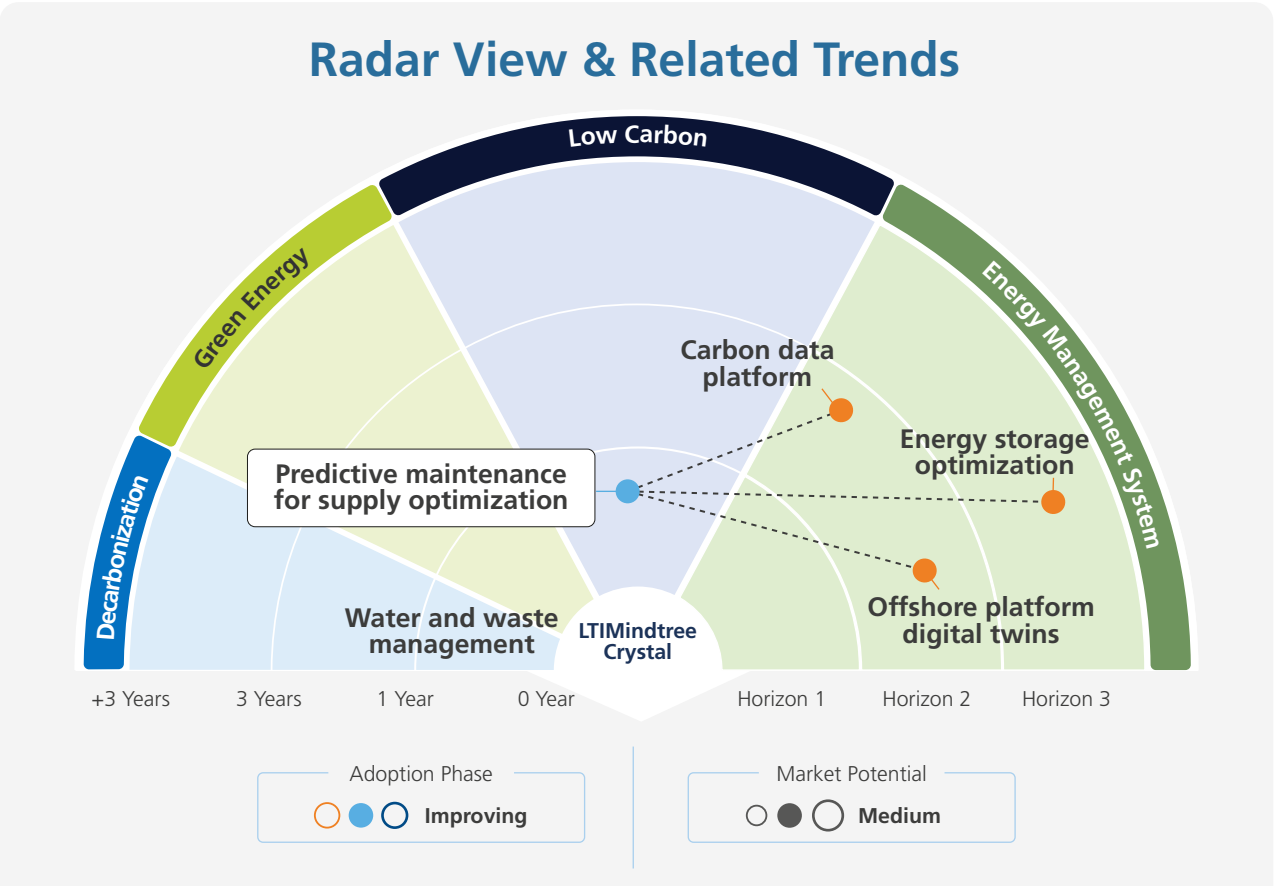 Radar View & Related Trends
Low Carbon
Green Energy
Energy Management System
Decarbonization
Carbon data
platform
Energy storage
optimization
Predictive maintenance
for supply optimization
Offshore platform
digital twins
Water and waste
management
LTIMindtree
Crystal
+3 Years
3 Years
1 Year
0 Year
Horizon 1
Horizon 2
Horizon 3
Adoption Phase
Improving
Market Potential
Medium